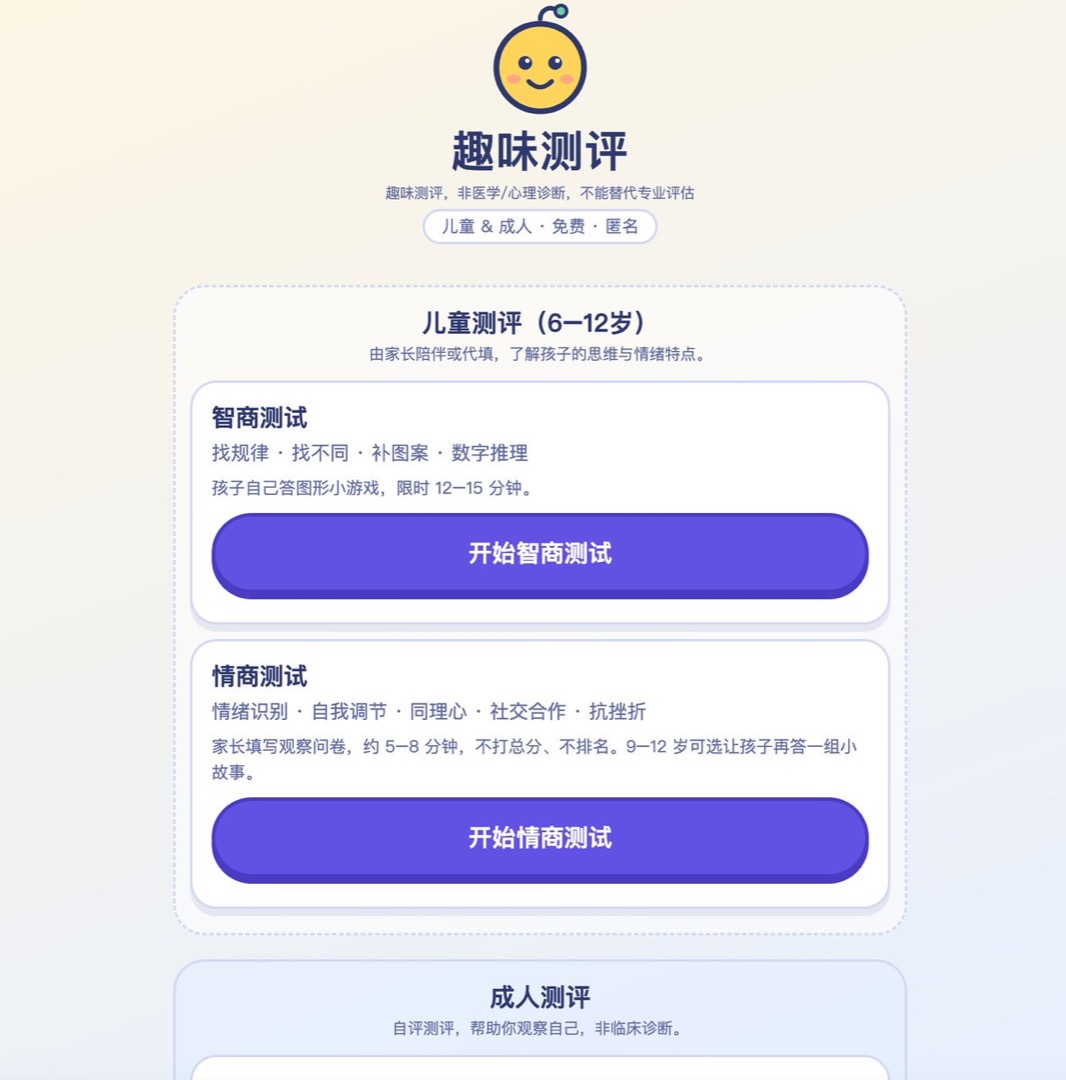 趣味测评
趣味测评，非医学/心理诊断，不能替代专业评估
儿童 & 成人 · 免费 · 匿名
儿童测评（6—12岁）
由家长陪伴或代填，了解孩子的思维与情绪特点。
智商测试
找规律 · 找不同 · 补图案 · 数字推理
孩子自己答图形小游戏，限时 12—15 分钟。
开始智商测试
情商测试
情绪识别 · 自我调节 · 同理心 · 社交合作 · 抗挫折
家长填写观察问卷，约 5—8 分钟，不打总分、不排名。9—12 岁可选让孩子再答一组小
故事。
开始情商测试
成人测评
自评测评，帮助你观察自己，非临床诊断。